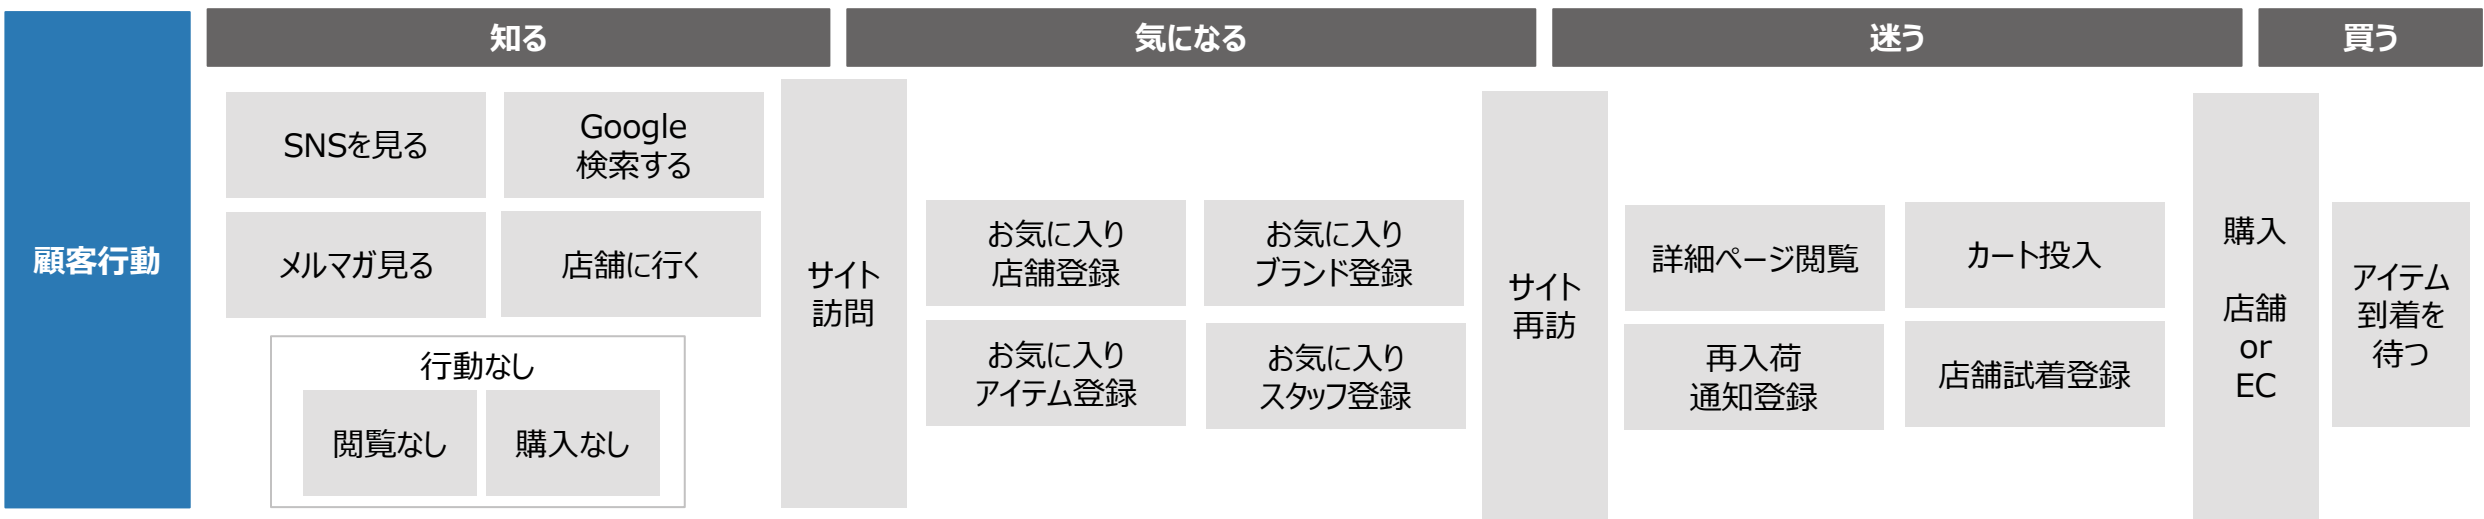 顧客行動
知る
気になる
迷う
買う
SNSを見る
Google
検索する
メルマガ見る
店舗に行く
行動なし
閲覧なし
購入なし
サイト
訪問
お気に入り
店舗登録
お気に入り
ブランド登録
お気に入り
アイテム登録
お気に入り
スタッフ登録
サイト
再訪
詳細ページ閲覧
カート投入
再入荷
通知登録
店舗試着登録
購入
店舗
or
EC
アイテム
到着を
待つ